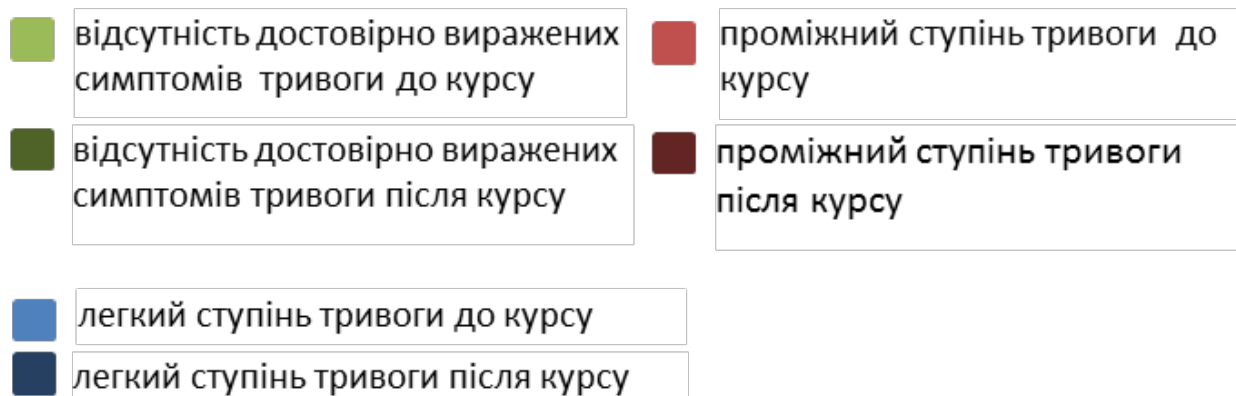 відсутність достовірно виражених
симптомів тривоги до курсу
проміжний ступінь тривоги до
курсу
відсутність достовірно виражених
симптомів тривоги після курсу
проміжний ступінь тривоги
після курсу
легкий ступінь тривоги до курсу
легкий ступінь тривоги після курсу